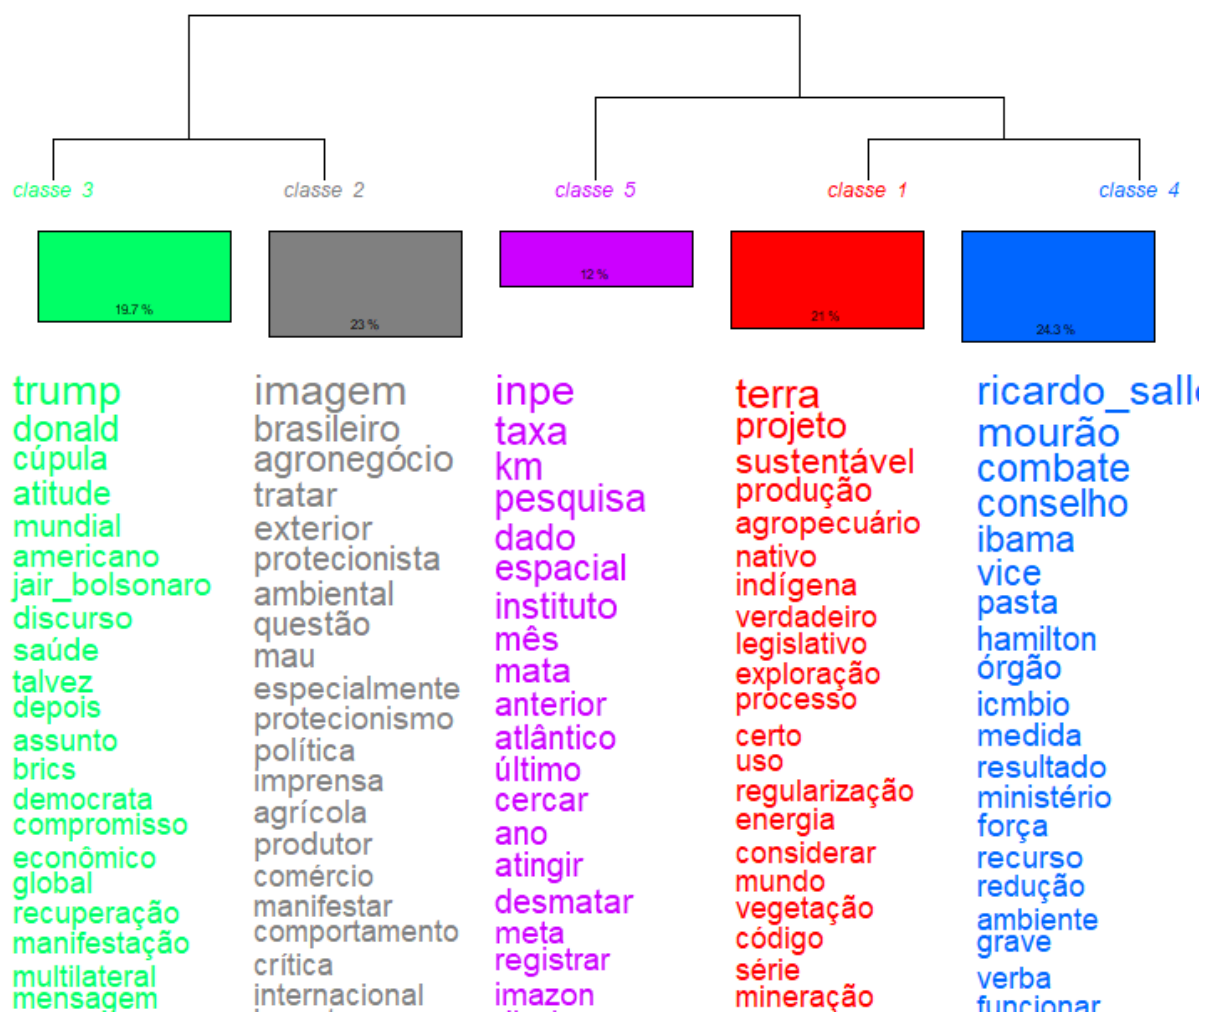 classe 3
classe 2
classe 5
classe 1
classe 4
19.7 %
23 %
12 %
21 %
24.3 %
trump
donald
cúpula
atitude
mundial
americano
jair_bolsonaro
discurso
saúde
talvez
depois
assunto
brics
democrata
compromisso
econômico
global
recuperação
manifestação
multilateral
mensagem
imagem
brasileiro
agronegócio
tratar
exterior
protecionista
ambiental
questão
mau
especialmente
protecionismo
política
imprensa
agrícola
produtor
comércio
manifestar
comportamento
crítica
internacional
inpe
taxa
km
pesquisa
dado
espacial
instituto
mês
mata
anterior
atlântico
último
cercar
ano
atingir
desmatar
meta
registrar
imazon
terra
projeto
sustentável
produção
agropecuário
nativo
indígena
verdadeiro
legislativo
exploração
processo
certo
uso
regularização
energia
considerar
mundo
vegetação
código
série
mineração
ricardo_salle
mourão
combate
conselho
ibama
vice
pasta
hamilton
órgão
icmbio
medida
resultado
ministério
força
recurso
redução
ambiente
grave
verba
funcionar